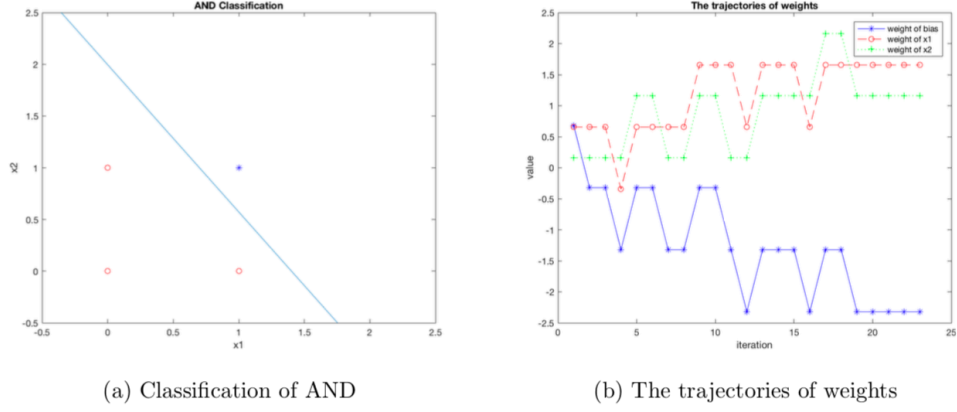 AND Classification
2.5
2
1.5
1
0.5
0
-0.5
x2
-0.5
0
0.5
1
1.5
2
2.5
x1
(a) Classification of AND
The trajectories of weights
weight of bias
weight of x1
weight of x2
2.5
2
1.5
1
0.5
0
-0.5
-1
-1.5
-2
-2.5
value
0
5
10
15
20
25
iteration
(b) The trajectories of weights